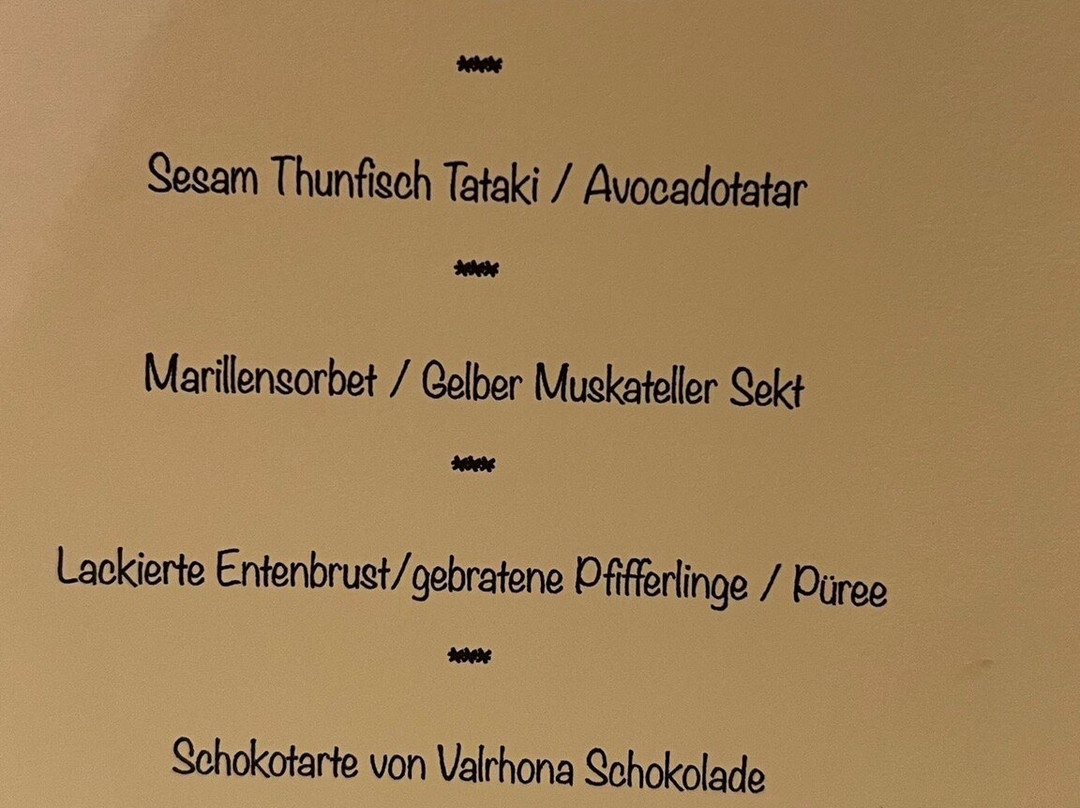 ***
Sesam Thunfisch Tataki / Avocadotatar
***
Marillensorbet / Gelber Muskateller Sekt
***
Lackierte Entenbrust/gebratene Pfifferlinge / Püree
***
Schokotarte von Valrhona Schokolade